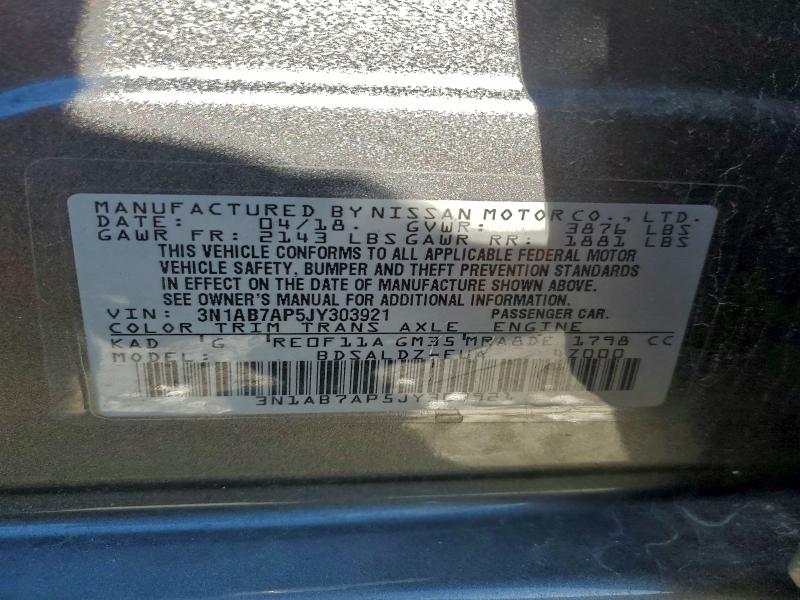 MANUFACTURED BY NISSAN MOTOR CO., LTD.
DATE: 04/18. GVWR: 3876 LBS
GAWR FR: 2143 LBS GAWR RR: 1881 LBS
THIS VEHICLE CONFORMS TO ALL APPLICABLE FEDERAL MOTOR
VEHICLE SAFETY, BUMPER AND THEFT PREVENTION STANDARDS
IN EFFECT ON THE DATE OF MANUFACTURE SHOWN ABOVE.
SEE OWNER'S MANUAL FOR ADDITIONAL INFORMATION.
VIN: 3N1AB7AP5JY303921 PASSENGER CAR.
COLOR TRIM TRANS AXLE ENGINE
KAD G RE0F11A GM35 MRA8DE 1798 CC
MODEL:
3N1AB7AP5JY303921